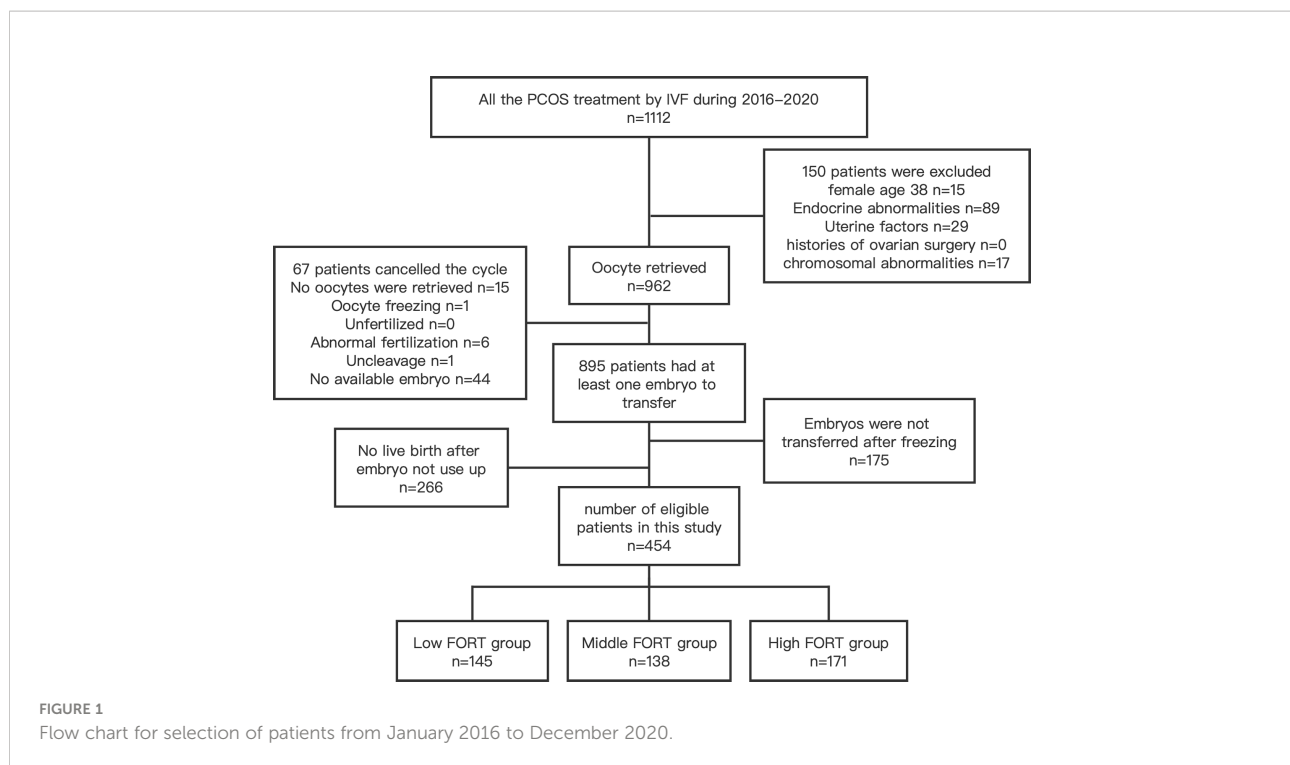 All the PCOS treatment by IVF during 2016–2020
n=1112
150 patients were excluded
female age 38 n=15
Endocrine abnormalities n=89
Uterine factors n=29
histories of ovarian surgery n=0
chromosomal abnormalities n=17
Oocyte retrieved
n=962
67 patients cancelled the cycle
No oocytes were retrieved n=15
Oocyte freezing n=1
Unfertilized n=0
Abnormal fertilization n=6
Uncleavage n=1
No available embryo n=44
895 patients had at
least one embryo to
transfer
Embryos were not
transferred after freezing
n=175
No live birth after
embryo not use up
n=266
number of eligible
patients in this study
n=454
Low FORT group
n=145
Middle FORT group
n=138
High FORT group
n=171
FIGURE 1
Flow chart for selection of patients from January 2016 to December 2020.